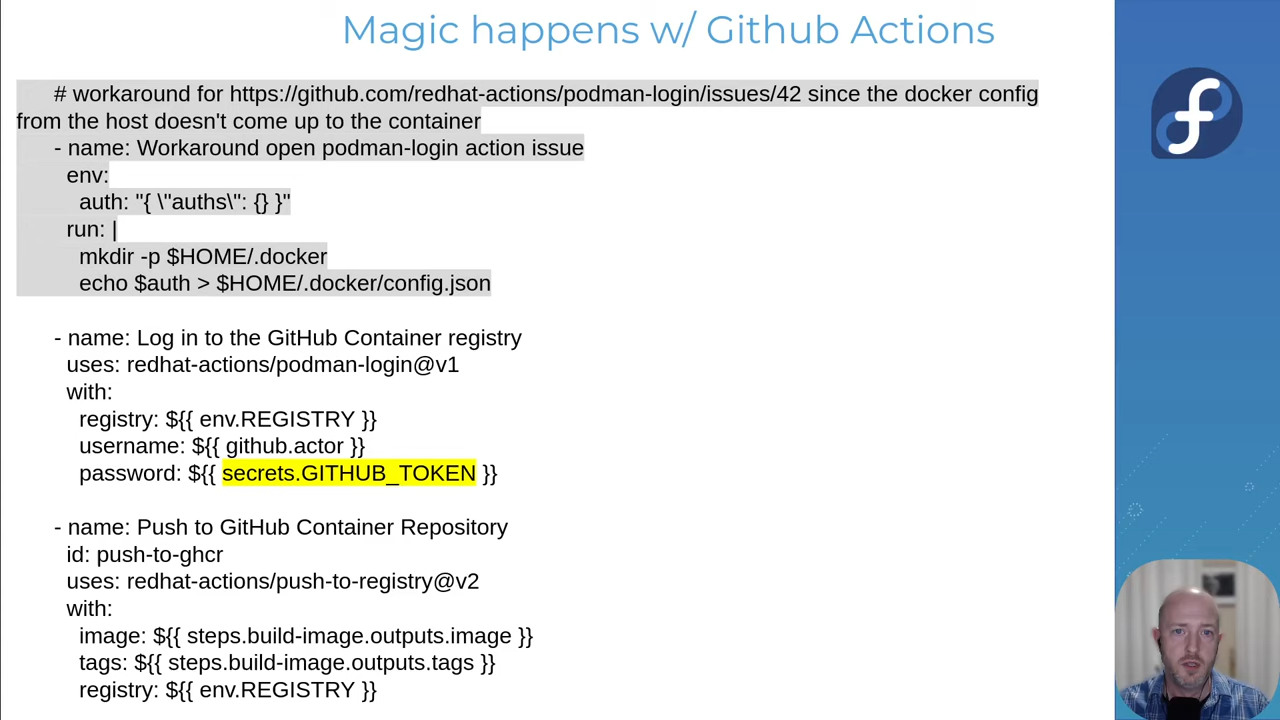 Magic happens w/ Github Actions
# workaround for https://github.com/redhat-actions/podman-login/issues/42 since the docker config
from the host doesn't come up to the container
- name: Workaround open podman-login action issue
env:
auth: "{ \"auths\": {} }"
run: |
mkdir -p $HOME/.docker
echo $auth > $HOME/.docker/config.json
- name: Log in to the GitHub Container registry
uses: redhat-actions/podman-login@v1
with:
registry: ${{ env.REGISTRY }}
username: ${{ github.actor }}
password: ${{ secrets.GITHUB_TOKEN }}
- name: Push to GitHub Container Repository
id: push-to-ghcr
uses: redhat-actions/push-to-registry@v2
with:
image: ${{ steps.build-image.outputs.image }}
tags: ${{ steps.build-image.outputs.tags }}
registry: ${{ env.REGISTRY }}